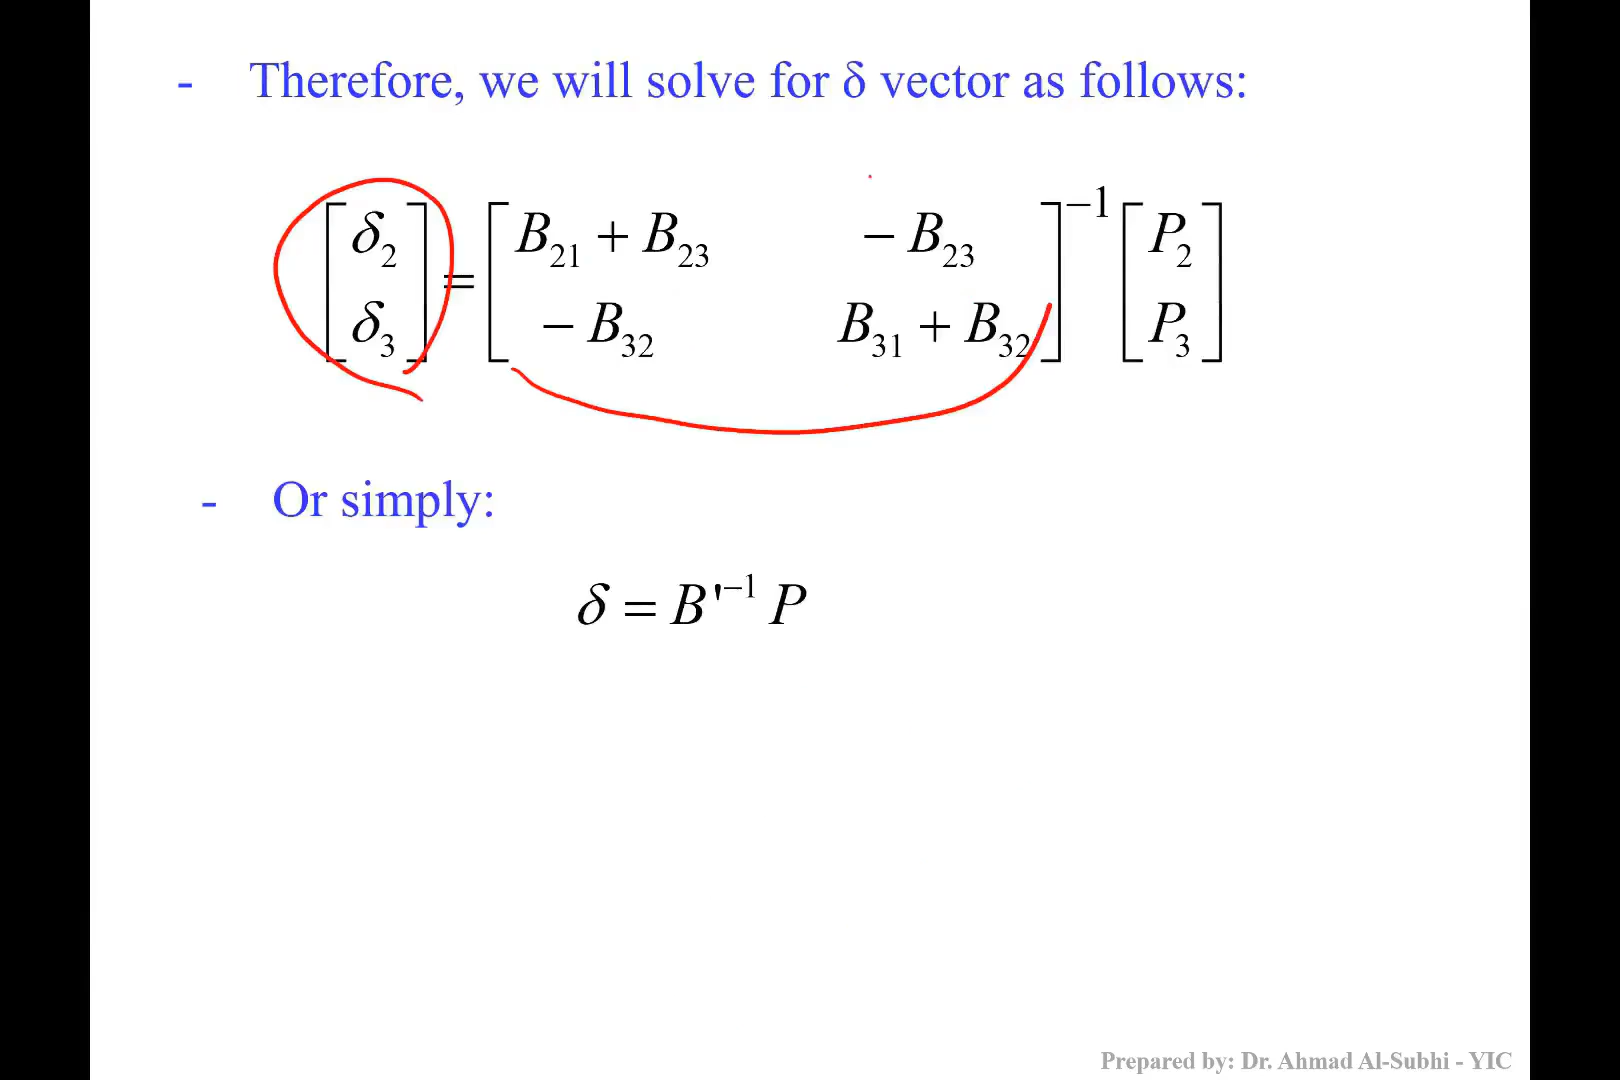 - Therefore, we will solve for δ vector as follows:
[δ₂ δ₃] = [B₂₁ + B₂₃ − B₂₃ − B₃₂ B₃₁ + B₃₂]⁻¹ [P₂ P₃]
- Or simply:
δ = B'⁻¹ P
Prepared by: Dr. Ahmad Al-Subhi - YIC